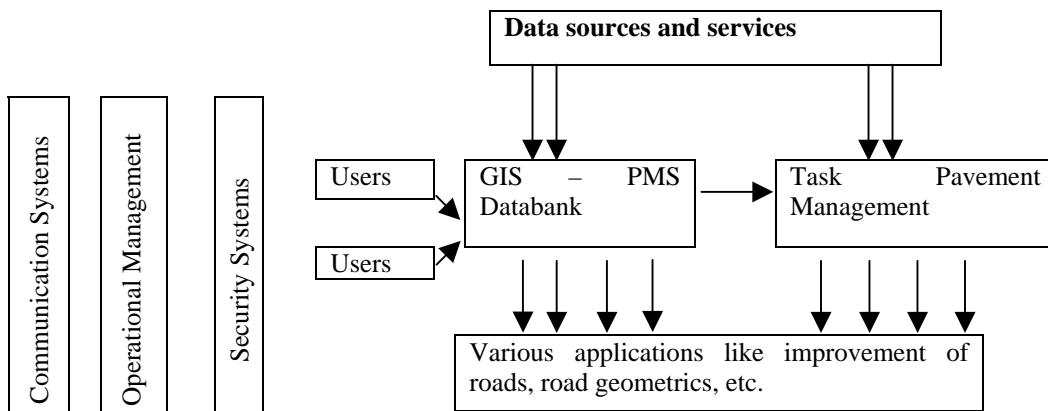 Data sources and services
Communication Systems
Operational Management
Security Systems
Users
GIS – PMS
Databank
Task Pavement
Management
Users
Various applications like improvement of
roads, road geometrics, etc.